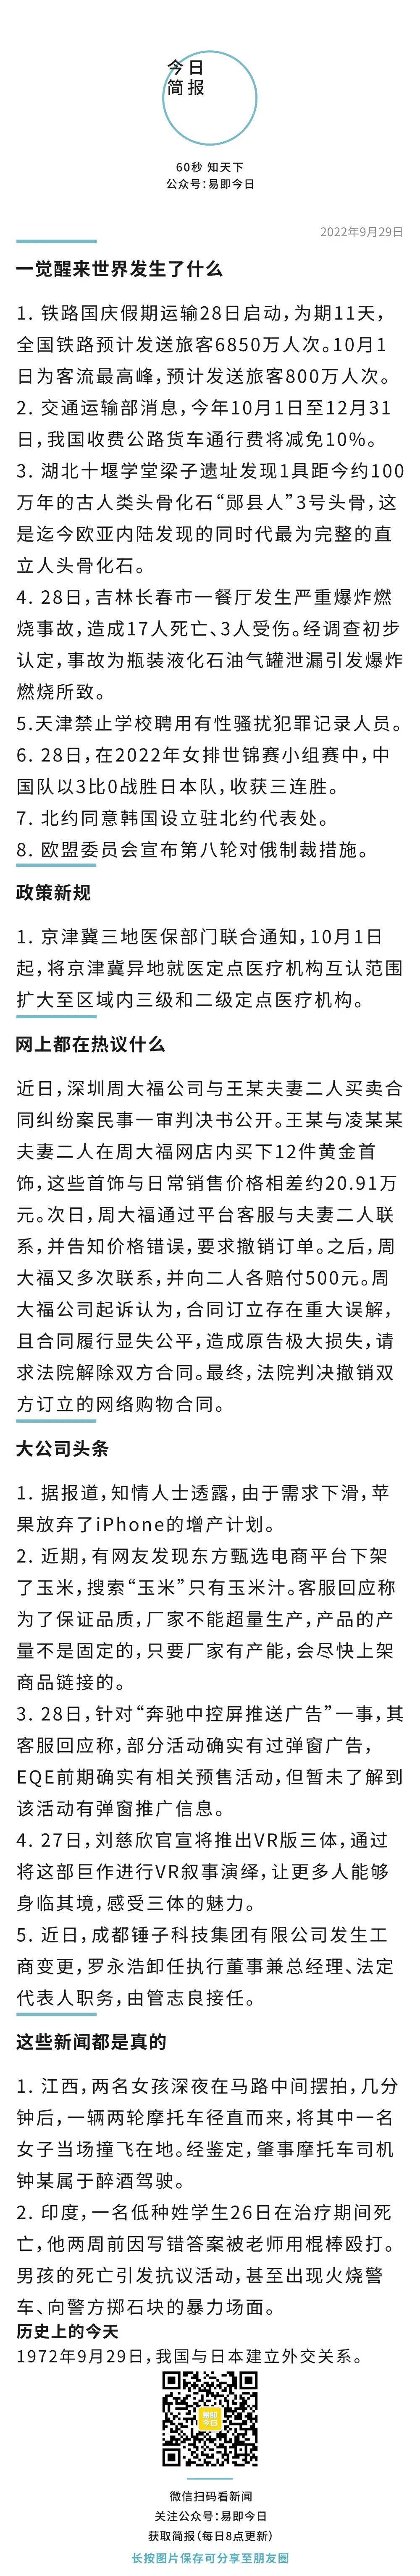 今日
简报
60秒 知天下
公众号：易即今日
2022年9月29日
一觉醒来世界发生了什么
1. 铁路国庆假期运输28日启动，为期11天，
全国铁路预计发送旅客6850万人次。10月1
日为客流最高峰，预计发送旅客800万人次。
2. 交通运输部消息，今年10月1日至12月31
日，我国收费公路货车通行费将减免10%。
3. 湖北十堰学堂梁子遗址发现1具距今约100
万年的古人类头骨化石“郧县人”3号头骨，这
是迄今欧亚内陆发现的同时代最为完整的直
立人头骨化石。
4. 28日，吉林长春市一餐厅发生严重爆炸燃
烧事故，造成17人死亡、3人受伤。经调查初步
认定，事故为瓶装液化石油气罐泄漏引发爆炸
燃烧所致。
5.天津禁止学校聘用有性骚扰犯罪记录人员。
6. 28日，在2022年女排世锦赛小组赛中，中
国队以3比0战胜日本队，收获三连胜。
7. 北约同意韩国设立驻北约代表处。
8. 欧盟委员会宣布第八轮对俄制裁措施。
政策新规
1. 京津冀三地医保部门联合通知，10月1日
起，将京津冀异地就医定点医疗机构互认范围
扩大至区域内三级和二级定点医疗机构。
网上都在热议什么
近日，深圳周大福公司与王某夫妻二人买卖合
同纠纷案民事一审判决书公开。王某与凌某某
夫妻二人在周大福网店内买下12件黄金首
饰，这些首饰与日常销售价格相差约20.91万
元。次日，周大福通过平台客服与夫妻二人联
系，并告知价格错误，要求撤销订单。之后，周
大福又多次联系，并向二人各赔付500元。周
大福公司起诉认为，合同订立存在重大误解，
且合同履行显失公平，造成原告极大损失，请
求法院解除双方合同。最终，法院判决撤销双
方订立的网络购物合同。
大公司头条
1. 据报道，知情人士透露，由于需求下滑，苹
果放弃了iPhone的增产计划。
2. 近期，有网友发现东方甄选电商平台下架
了玉米，搜索“玉米”只有玉米汁。客服回应称
为了保证品质，厂家不能超量生产，产品的产
量不是固定的，只要厂家有产能，会尽快上架
商品链接的。
3. 28日，针对“奔驰中控屏推送广告”一事，其
客服回应称，部分活动确实有过弹窗广告，
EQE前期确实有相关预售活动，但暂未了解到
该活动有弹窗推广信息。
4. 27日，刘慈欣官宣将推出VR版三体，通过
将这部巨作进行VR叙事演绎，让更多人能够
身临其境，感受三体的魅力。
5. 近日，成都锤子科技集团有限公司发生工
商变更，罗永浩卸任执行董事兼总经理、法定
代表人职务，由管志良接任。
这些新闻都是真的
1. 江西，两名女孩深夜在马路中间摆拍，几分
钟后，一辆两轮摩托车径直而来，将其中一名
女子当场撞飞在地。经鉴定，肇事摩托车司机
钟某属于醉酒驾驶。
2. 印度，一名低种姓学生26日在治疗期间死
亡，他两周前因写错答案被老师用棍棒殴打。
男孩的死亡引发抗议活动，甚至出现火烧警
车、向警方掷石块的暴力场面。
历史上的今天
1972年9月29日，我国与日本建立外交关系。
易即
今日
微信扫码看新闻
关注公众号：易即今日
获取简报（每日8点更新）
长按图片保存可分享至朋友圈